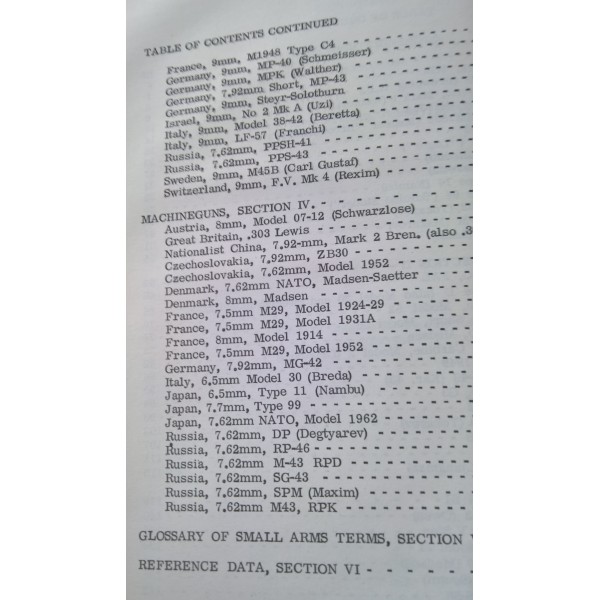 TABLE OF CONTENTS CONTINUED
France, 9mm, M1948 Type C4 - - - - - - -
Germany, 9mm, MP-40 (Schmeisser) - - - - - -
Germany, 9mm, MPK (Walther) - - - - - - -
Germany, 7.92mm Short, MP-43 - - - - - - -
Germany, 9mm, Steyr-Solothurn - - - - - - -
Israel, 9mm, No 2 Mk A (Uzi) - - - - - - -
Italy, 9mm, Model 38-42 (Beretta) - - - - - - -
Italy, 9mm, LF-57 (Franchi) - - - - - - -
Russia, 7.62mm, PPSH-41 - - - - - - - -
Russia, 7.62mm, PPS-43 - - - - - - - -
Sweden, 9mm, M45B (Carl Gustaf) - - - - - - -
Switzerland, 9mm, F.V. Mk 4 (Rexim) - - - - - -
MACHINEGUNS, SECTION IV. - - - - - - - -
Austria, 8mm, Model 07-12 (Schwarzlose) - - - - -
Great Britain, .303 Lewis - - - - - - - -
Nationalist China, 7.92-mm, Mark 2 Bren. (also .3
Czechoslovakia, 7.92mm, ZB30 - - - - - - -
Czechoslovakia, 7.62mm, Model 1952 - - - - - -
Denmark, 7.62mm NATO, Madsen-Saetter - - - - -
Denmark, 8mm, Madsen - - - - - - - - -
France, 7.5mm M29, Model 1924-29 - - - - - - -
France, 7.5mm M29, Model 1931A - - - - - - -
France, 8mm, Model 1914 - - - - - - - - -
France, 7.5mm M29, Model 1952 - - - - - - - -
Germany, 7.92mm, MG-42 - - - - - - - - -
Italy, 6.5mm Model 30 (Breda) - - - - - - - -
Japan, 6.5mm, Type 11 (Nambu) - - - - - - - -
Japan, 7.7mm, Type 99 - - - - - - - - - -
Japan, 7.62mm NATO, Model 1962 - - - - - - -
Russia, 7.62mm, DP (Degtyarev) - - - - - - - -
Russia, 7.62mm, RP-46 - - - - - - - - - -
Russia, 7.62mm M-43 RPD - - - - - - - - -
Russia, 7.62mm, SG-43 - - - - - - - - - -
Russia, 7.62mm, SPM (Maxim) - - - - - - - -
Russia, 7.62mm M43, RPK - - - - - - - - -
GLOSSARY OF SMALL ARMS TERMS, SECTION V
REFERENCE DATA, SECTION VI - - - - - - -